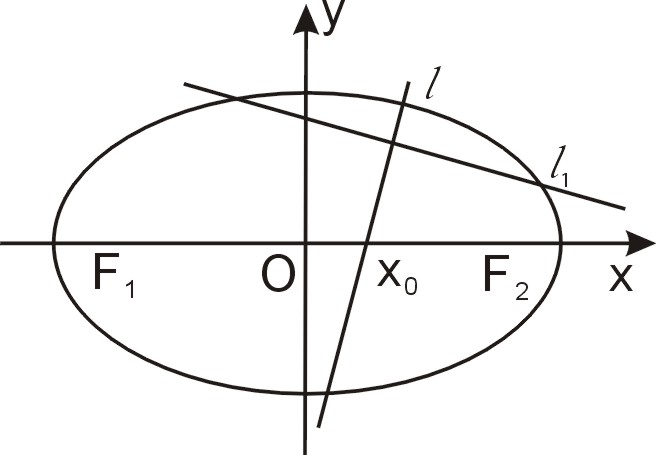 y
l
l₁
F₁ O x₀ F₂ x